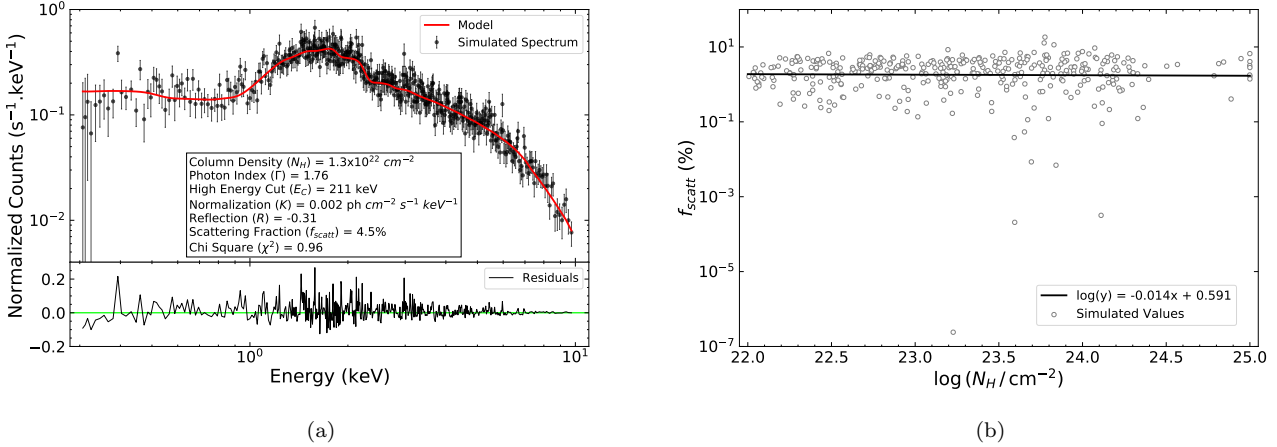 Normalized Counts (s⁻¹ keV⁻¹)
10⁰
10⁻¹
10⁻²
Model
Simulated Spectrum
Column Density (N_H) = 1.3x10²² cm⁻²
Photon Index (Γ) = 1.76
High Energy Cut (E_C) = 211 keV
Normalization (K) = 0.002 ph cm⁻² s⁻¹ keV⁻¹
Reflection (R) = -0.31
Scattering Fraction (f_scatt) = 4.5%
Chi Square (χ²) = 0.96
Residuals
0.2
0.0
−0.2
10⁰ 10¹
Energy (keV)
(a)
f_scatt (%)
10¹
10⁻¹
10⁻³
10⁻⁵
10⁻⁷
log(y) = -0.014x + 0.591
Simulated Values
22.0 22.5 23.0 23.5 24.0 24.5 25.0
log (N_H / cm⁻²)
(b)